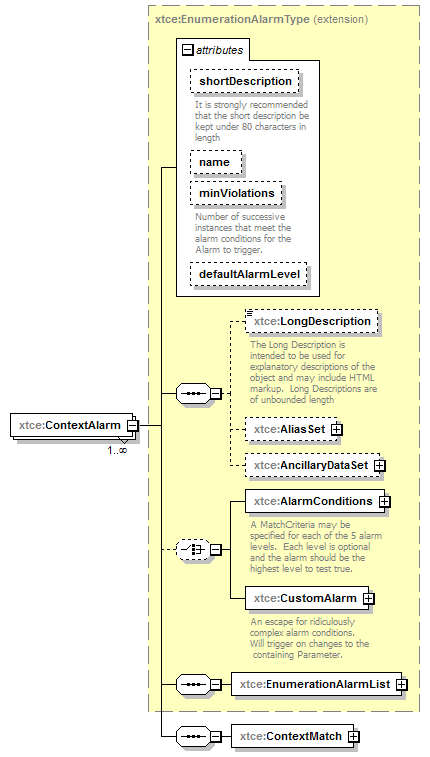 xtce:EnumerationAlarmType (extension)
attributes
shortDescription
It is strongly recommended
that the short description be
kept under 80 characters in
length
name
minViolations
Number of successive
instances that meet the
alarm conditions for the
Alarm to trigger.
defaultAlarmLevel
xtce:LongDescription
The Long Description is
intended to be used for
explanatory descriptions of the
object and may include HTML
markup. Long Descriptions are
of unbounded length
xtce:ContextAlarm
1..∞
xtce:AliasSet
xtce:AncillaryDataSet
xtce:AlarmConditions
A MatchCriteria may be
specified for each of the 5 alarm
levels. Each level is optional
and the alarm should be the
highest level to test true.
xtce:CustomAlarm
An escape for ridiculously
complex alarm conditions.
Will trigger on changes to the
containing Parameter.
xtce:EnumerationAlarmList
xtce:ContextMatch